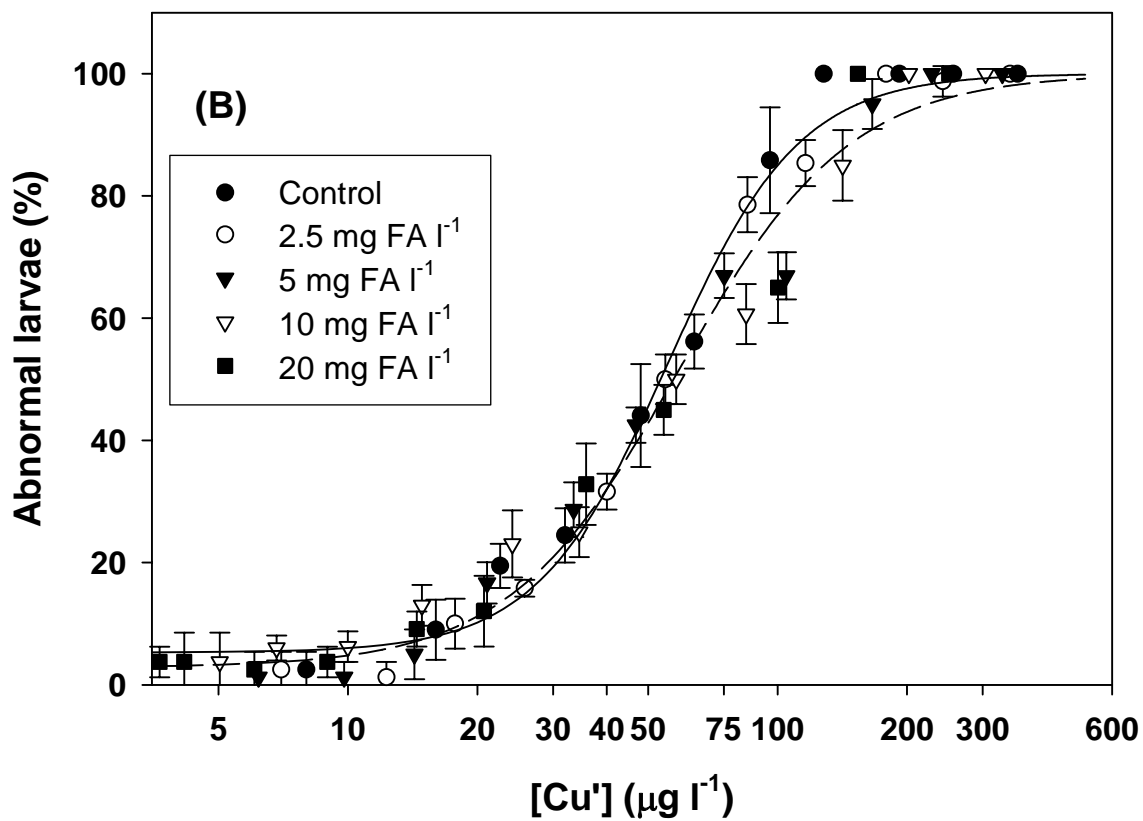 (B)
Control
2.5 mg FA l⁻¹
5 mg FA l⁻¹
10 mg FA l⁻¹
20 mg FA l⁻¹
Abnormal larvae (%)
100
80
60
40
20
0
5 10 20 30 40 50 75 100 200 300 600
[Cu'] (μg l⁻¹)